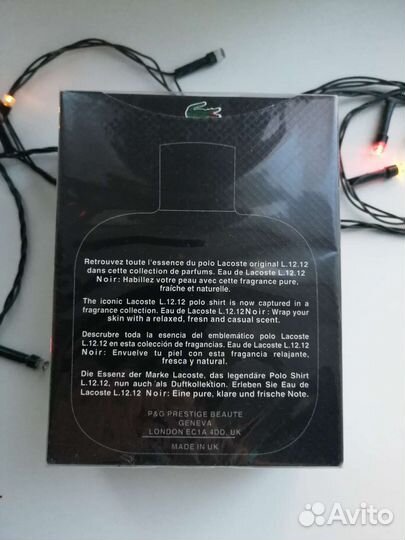 Retrouvez toute l'essence du polo Lacoste original L.12.12
dans cette collection de parfums. Eau de Lacoste L.12.12
Noir: Habillez votre peau avec cette fragrance pure,
fraîche et naturelle.
The iconic Lacoste L.12.12 polo shirt is now captured in a
fragrance collection. Eau de Lacoste L.12.12Noir: Wrap your
skin with a relaxed, fresn and casual scent.
Descrubre toda la esencia del emblemático polo Lacoste
L.12.12 en esta colección de fragancias. Eau de Lacoste L.12.12
Noir: Envuelve tu piel con esta fragancia relajante,
fresca y natural.
Die Essenz der Marke Lacoste, das legendäre Polo Shirt
L.12.12, nun auch als Duftkollektion. Erleben Sie Eau de
Lacoste L.12.12 Noir: Eine pure, klare und frische Note.
P&G PRESTIGE BEAUTE
GENEVA
LONDON EC1A 4DD, UK
MADE IN UK
Avito